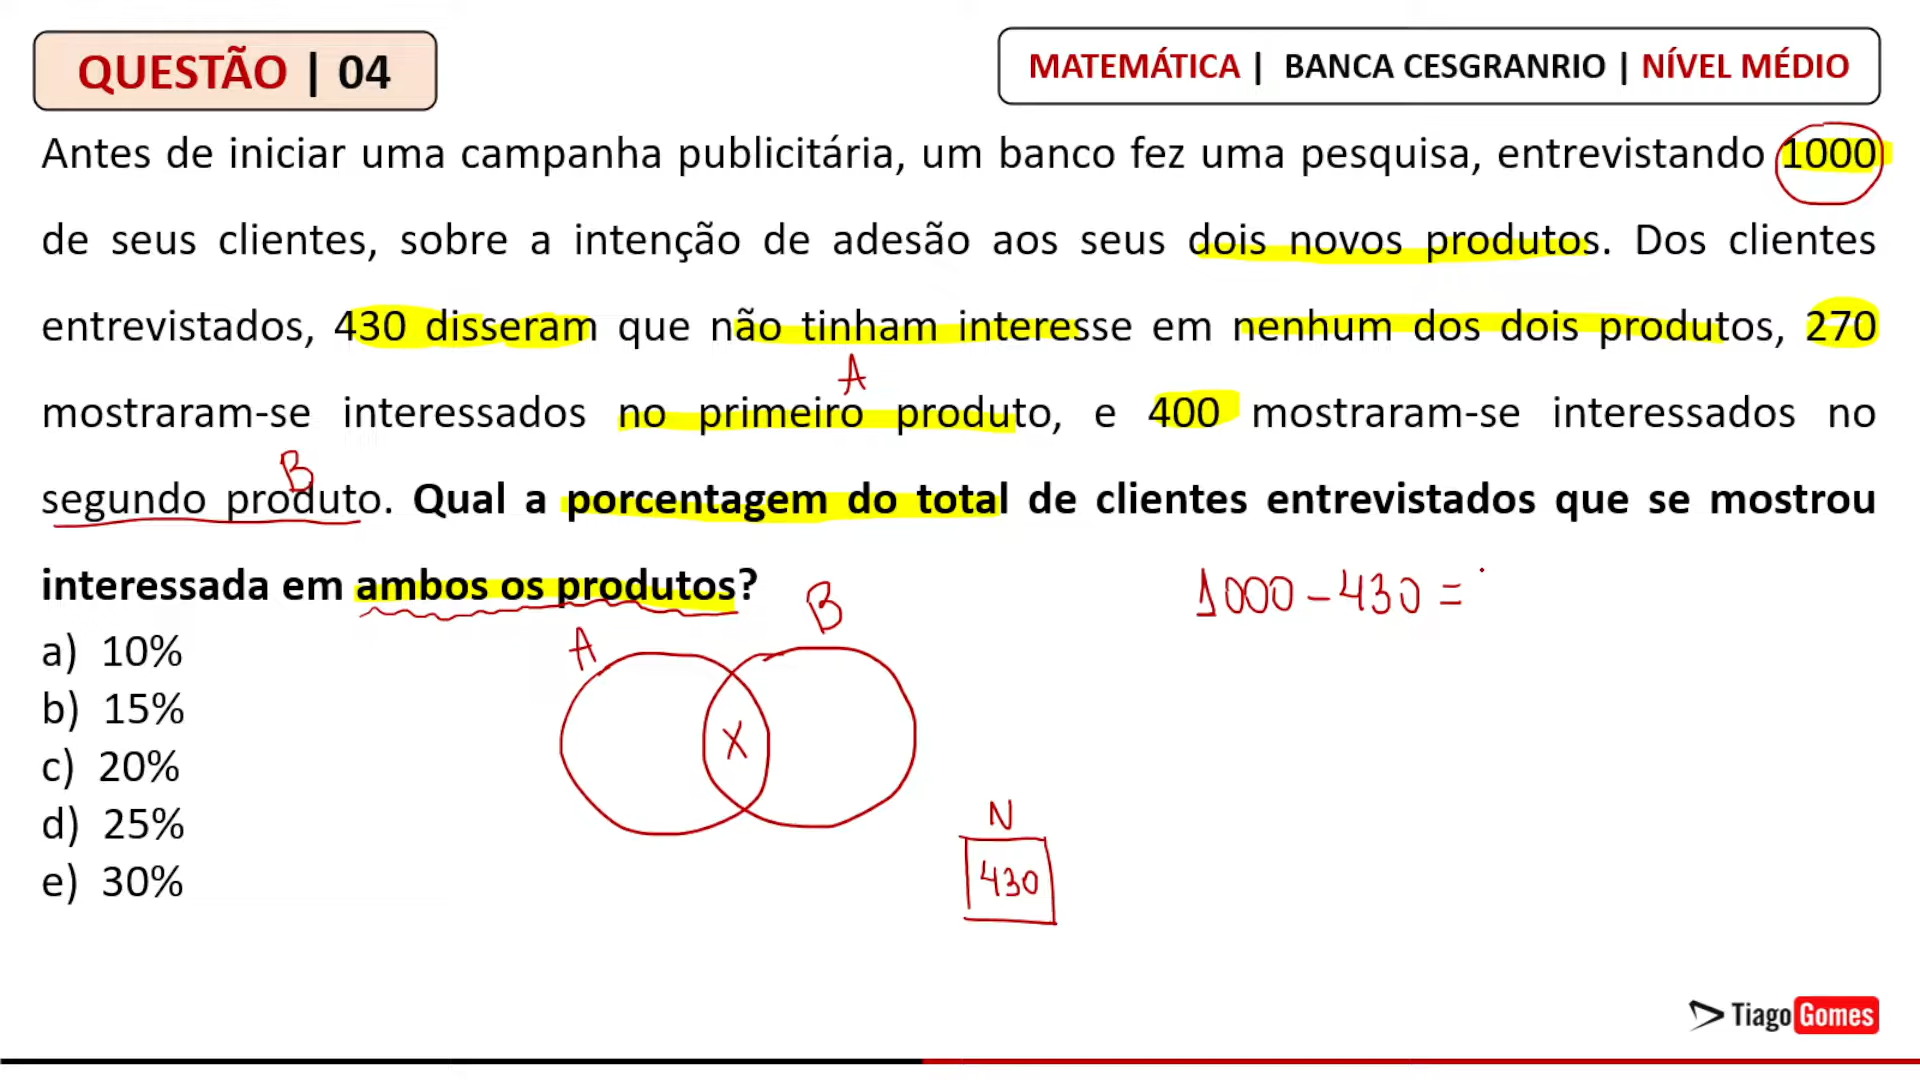 QUESTÃO | 04
MATEMÁTICA | BANCA CESGRANRIO | NÍVEL MÉDIO
Antes de iniciar uma campanha publicitária, um banco fez uma pesquisa, entrevistando 1000
de seus clientes, sobre a intenção de adesão aos seus dois novos produtos. Dos clientes
entrevistados, 430 disseram que não tinham interesse em nenhum dos dois produtos, 270
A
mostraram-se interessados no primeiro produto, e 400 mostraram-se interessados no
B
segundo produto. Qual a porcentagem do total de clientes entrevistados que se mostrou
interessada em ambos os produtos?
1000 - 430 =
a) 10%
b) 15%
c) 20%
d) 25%
e) 30%
A
B
X
N
430
Tiago Gomes